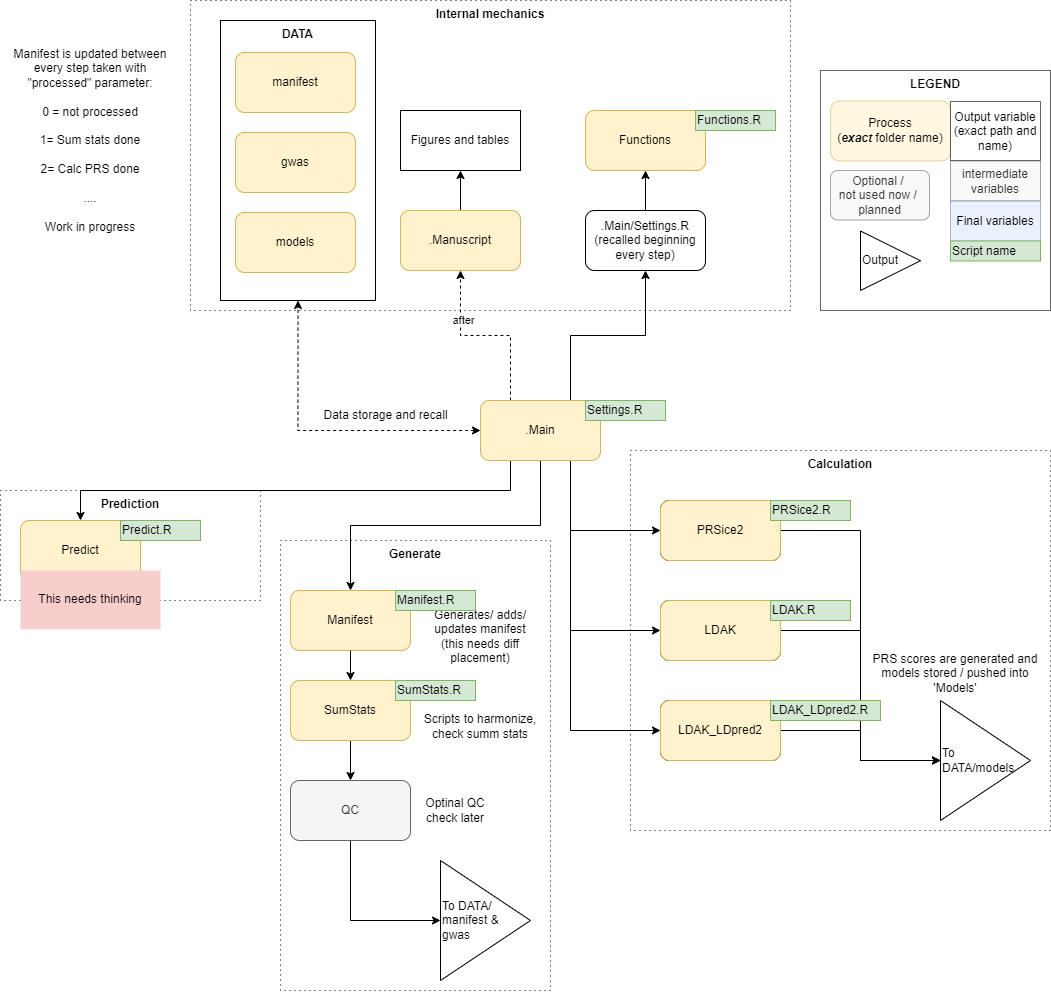 Internal mechanics
DATA
manifest
gwas
models
Manifest is updated between
every step taken with
"processed" parameter:
0 = not processed
1= Sum stats done
2= Calc PRS done
....
Work in progress
Figures and tables
.Manuscript
Functions.R
Functions
.Main/Settings.R
(recalled beginning
every step)
LEGEND
Process
(exact folder name)
Output variable
(exact path and
name)
Optional /
not used now /
planned
intermediate
variables
Final variables
Script name
Output
after
Data storage and recall
Settings.R
.Main
Prediction
Predict.R
Predict
This needs thinking
Generate
Manifest.R
Manifest
Generates/ adds/
updates manifest
(this needs diff
placement)
SumStats.R
SumStats
Scripts to harmonize,
check summ stats
QC
Optinal QC
check later
To DATA/
manifest &
gwas
Calculation
PRSice2.R
PRSice2
LDAK.R
LDAK
LDAK_LDpred2.R
LDAK_LDpred2
PRS scores are generated and
models stored / pushed into
'Models'
To
DATA/models